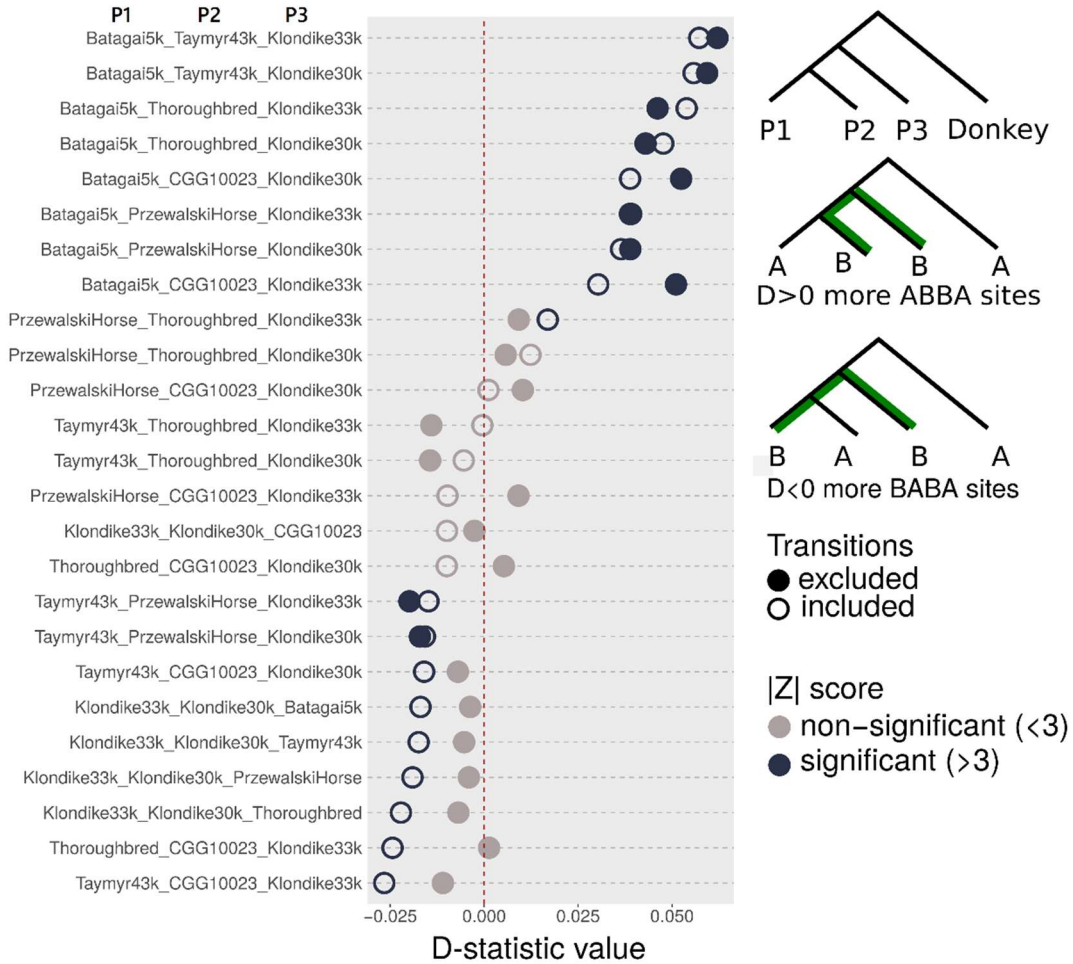 P1 P2 P3
Batagai5k_Taymyr43k_Klondike33k
Batagai5k_Taymyr43k_Klondike30k
Batagai5k_Thoroughbred_Klondike33k
Batagai5k_Thoroughbred_Klondike30k
Batagai5k_CGG10023_Klondike30k
Batagai5k_PrzewalskiHorse_Klondike33k
Batagai5k_PrzewalskiHorse_Klondike30k
Batagai5k_CGG10023_Klondike33k
PrzewalskiHorse_Thoroughbred_Klondike33k
PrzewalskiHorse_Thoroughbred_Klondike30k
PrzewalskiHorse_CGG10023_Klondike30k
Taymyr43k_Thoroughbred_Klondike33k
Taymyr43k_Thoroughbred_Klondike30k
PrzewalskiHorse_CGG10023_Klondike33k
Klondike33k_Klondike30k_CGG10023
Thoroughbred_CGG10023_Klondike30k
Taymyr43k_PrzewalskiHorse_Klondike33k
Taymyr43k_PrzewalskiHorse_Klondike30k
Taymyr43k_CGG10023_Klondike30k
Klondike33k_Klondike30k_Batagai5k
Klondike33k_Klondike30k_Taymyr43k
Klondike33k_Klondike30k_PrzewalskiHorse
Klondike33k_Klondike30k_Thoroughbred
Thoroughbred_CGG10023_Klondike33k
Taymyr43k_CGG10023_Klondike33k
−0.025 0.000 0.025 0.050
D-statistic value
P1 P2 P3 Donkey
A B B A
D>0 more ABBA sites
B A B A
D<0 more BABA sites
Transitions
excluded
included
|Z| score
non−significant (<3)
significant (>3)